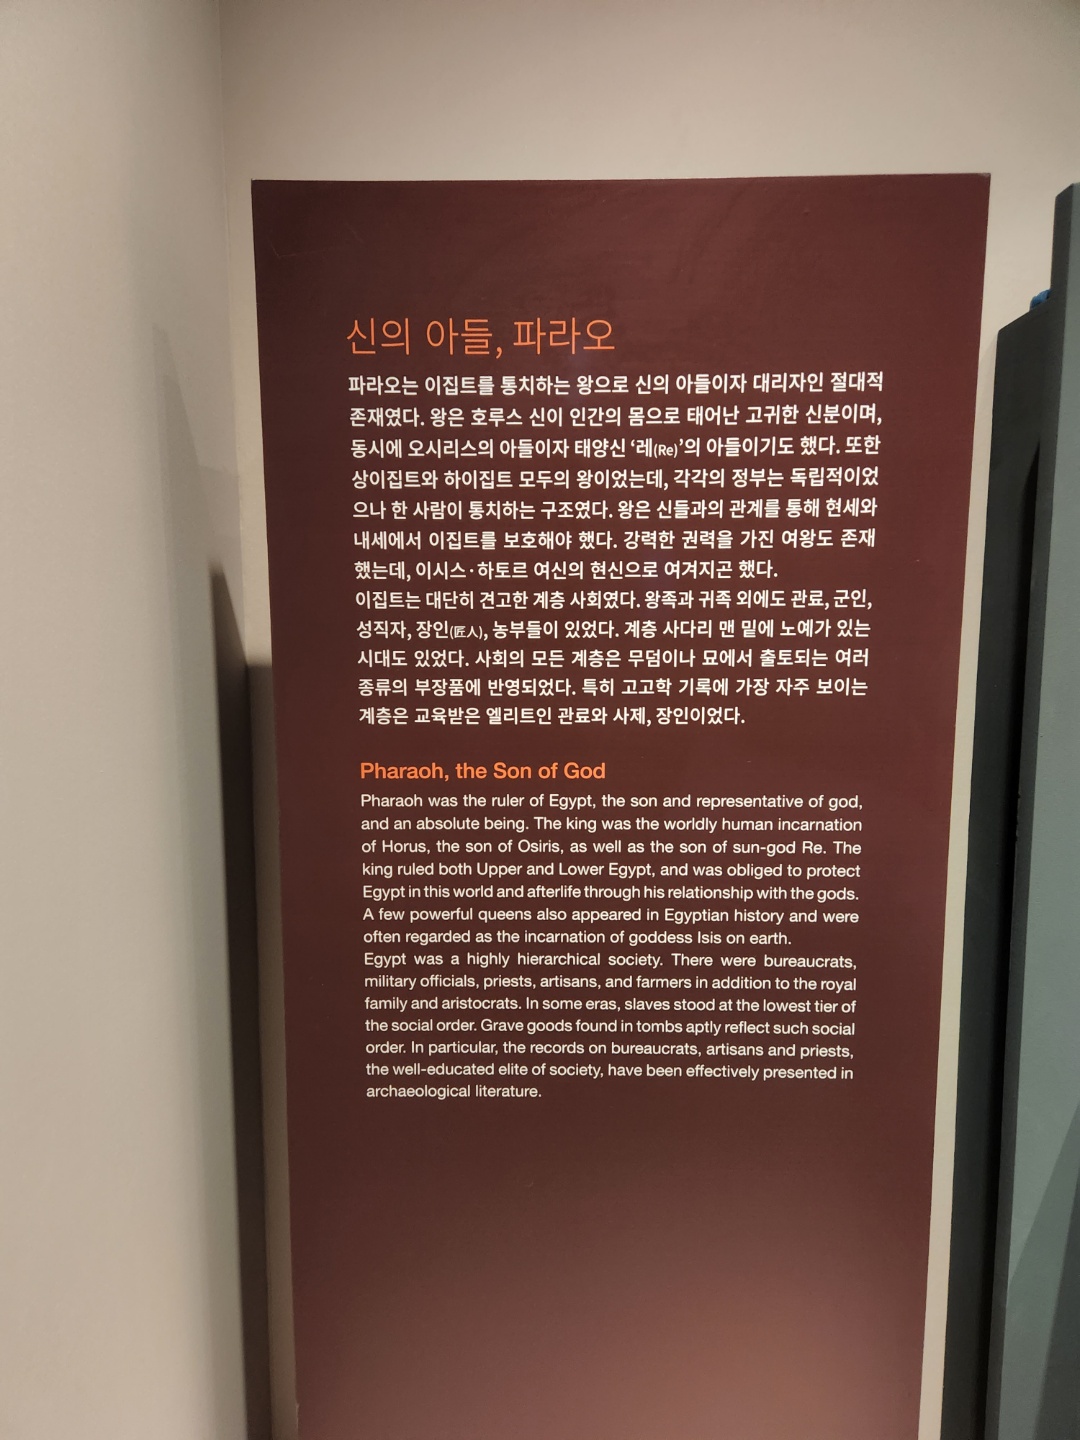 신의 아들, 파라오
파라오는 이집트를 통치하는 왕으로 신의 아들이자 대리자인 절대적
존재였다. 왕은 호루스 신이 인간의 몸으로 태어난 고귀한 신분이며,
동시에 오시리스의 아들이자 태양신 ‘레(Re)’의 아들이기도 했다. 또한
상이집트와 하이집트 모두의 왕이었는데, 각각의 정부는 독립적이었
으나 한 사람이 통치하는 구조였다. 왕은 신들과의 관계를 통해 현세와
내세에서 이집트를 보호해야 했다. 강력한 권력을 가진 여왕도 존재
했는데, 이시스·하토르 여신의 현신으로 여겨지곤 했다.
이집트는 대단히 견고한 계층 사회였다. 왕족과 귀족 외에도 관료, 군인,
성직자, 장인(匠人), 농부들이 있었다. 계층 사다리 맨 밑에 노예가 있는
시대도 있었다. 사회의 모든 계층은 무덤이나 묘에서 출토되는 여러
종류의 부장품에 반영되었다. 특히 고고학 기록에 가장 자주 보이는
계층은 교육받은 엘리트인 관료와 사제, 장인이었다.
Pharaoh, the Son of God
Pharaoh was the ruler of Egypt, the son and representative of god,
and an absolute being. The king was the worldly human incarnation
of Horus, the son of Osiris, as well as the son of sun-god Re. The
king ruled both Upper and Lower Egypt, and was obliged to protect
Egypt in this world and afterlife through his relationship with the gods.
A few powerful queens also appeared in Egyptian history and were
often regarded as the incarnation of goddess Isis on earth.
Egypt was a highly hierarchical society. There were bureaucrats,
military officials, priests, artisans, and farmers in addition to the royal
family and aristocrats. In some eras, slaves stood at the lowest tier of
the social order. Grave goods found in tombs aptly reflect such social
order. In particular, the records on bureaucrats, artisans and priests,
the well-educated elite of society, have been effectively presented in
archaeological literature.